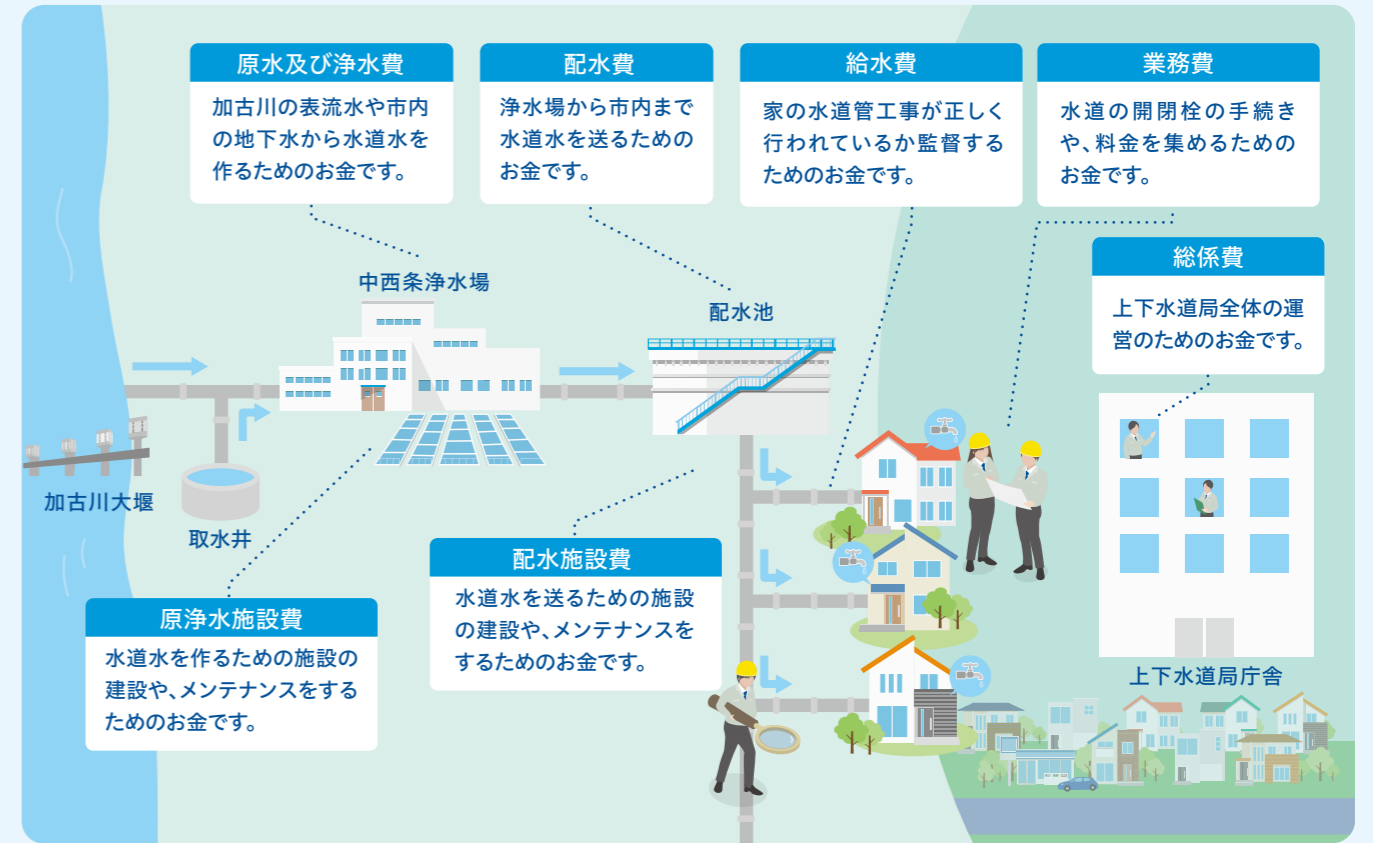 原水及び浄水費
加古川の表流水や市内
の地下水から水道水を
作るためのお金です。
配水費
浄水場から市内まで
水道水を送るための
お金です。
給水費
家の水道管工事が正しく
行われているか監督する
ためのお金です。
業務費
水道の開閉栓の手続き
や、料金を集めるための
お金です。
総係費
上下水道局全体の運
営のためのお金です。
中西条浄水場
配水池
加古川大堰
取水井
配水施設費
水道水を送るための施設
の建設や、メンテナンスを
するためのお金です。
原浄水施設費
水道水を作るための施設の
建設や、メンテナンスをする
ためのお金です。
上下水道局庁舎